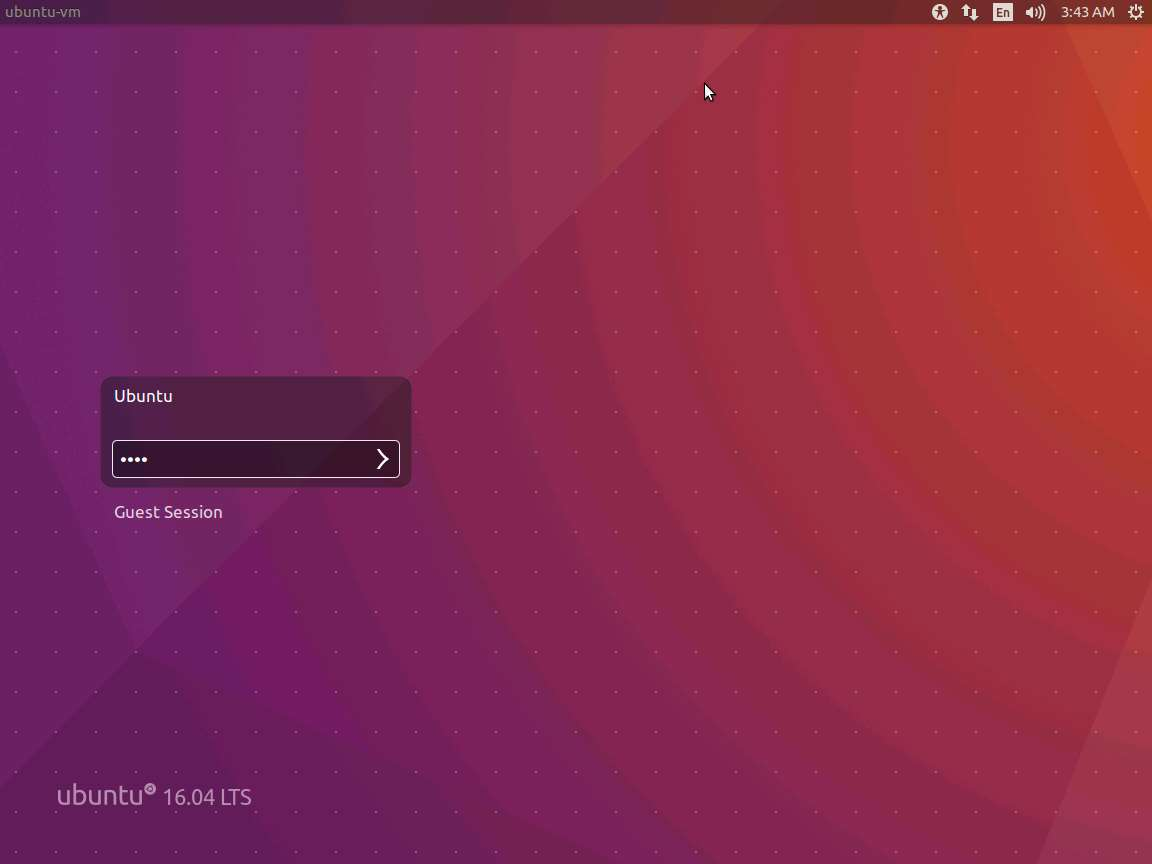 ubuntu-vm
En
3:43 AM
Ubuntu
••••
Guest Session
ubuntu® 16.04 LTS